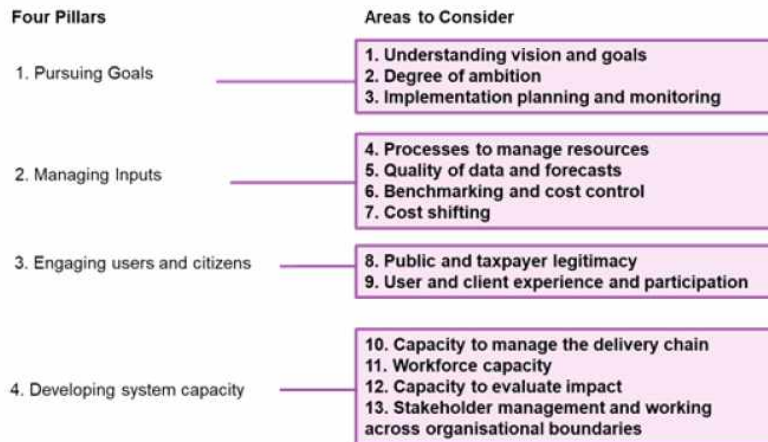 Four Pillars
Areas to Consider
1. Pursuing Goals
1. Understanding vision and goals
2. Degree of ambition
3. Implementation planning and monitoring
2. Managing Inputs
4. Processes to manage resources
5. Quality of data and forecasts
6. Benchmarking and cost control
7. Cost shifting
3. Engaging users and citizens
8. Public and taxpayer legitimacy
9. User and client experience and participation
4. Developing system capacity
10. Capacity to manage the delivery chain
11. Workforce capacity
12. Capacity to evaluate impact
13. Stakeholder management and working
across organisational boundaries